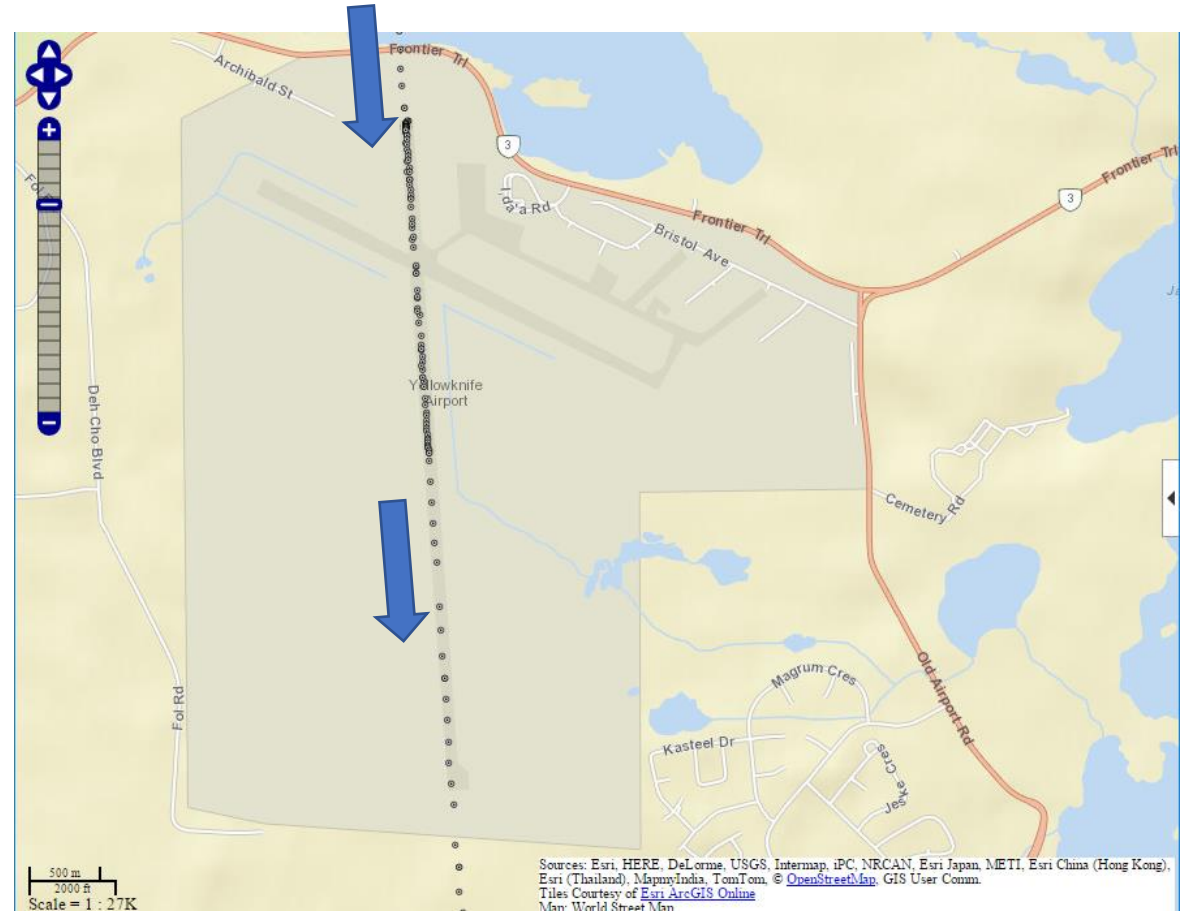 Frontier Trl
Archibald St
3
Frontier Trl
3
I,da'a Rd
Frontier Trl
Bristol Ave
Yellowknife
Airport
Deh Cho Blvd
Cemetery Rd
Old Airport Rd
Magrum Cres
Fol Rd
Kasteel Dr
Jeske Cres
500 m
2000 ft
Scale = 1 : 27K
Sources: Esri, HERE, DeLorme, USGS, Intermap, iPC, NRCAN, Esri Japan, METI, Esri China (Hong Kong),
Esri (Thailand), MapmyIndia, TomTom, © OpenStreetMap, GIS User Comm.
Tiles Courtesy of Esri ArcGIS Online
Map: World Street Map